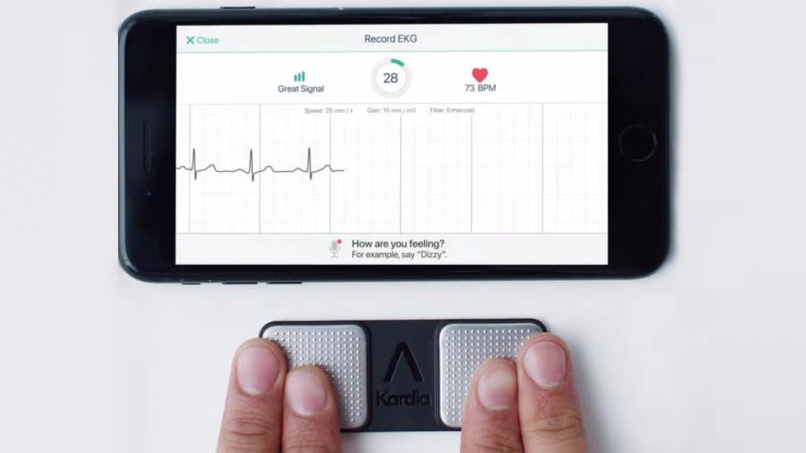 Close
Record EKG
28
Great Signal
73 BPM
Speed: 25 mm/s Gain: 10 mm/mV Filter: Enhanced
How are you feeling?
For example, say "Dizzy".
Kardia